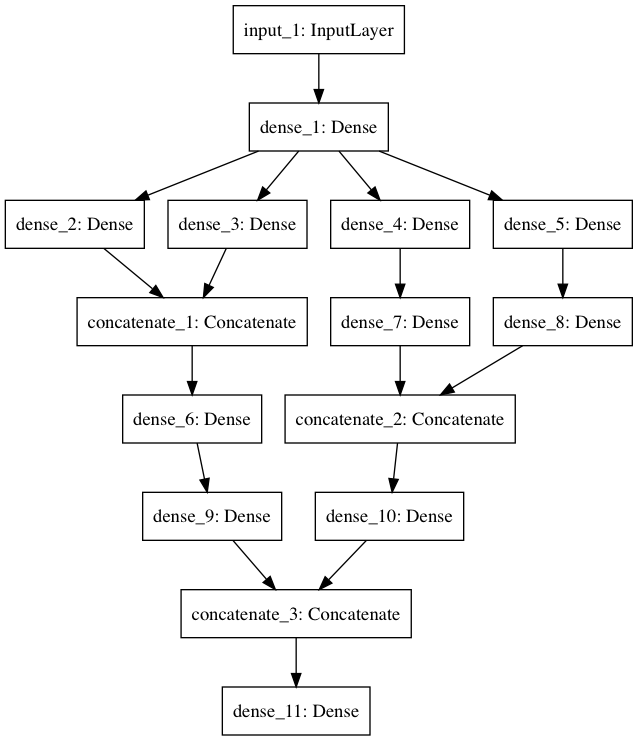 input_1: InputLayer
dense_1: Dense
dense_2: Dense
dense_3: Dense
dense_4: Dense
dense_5: Dense
concatenate_1: Concatenate
dense_7: Dense
dense_8: Dense
dense_6: Dense
concatenate_2: Concatenate
dense_9: Dense
dense_10: Dense
concatenate_3: Concatenate
dense_11: Dense